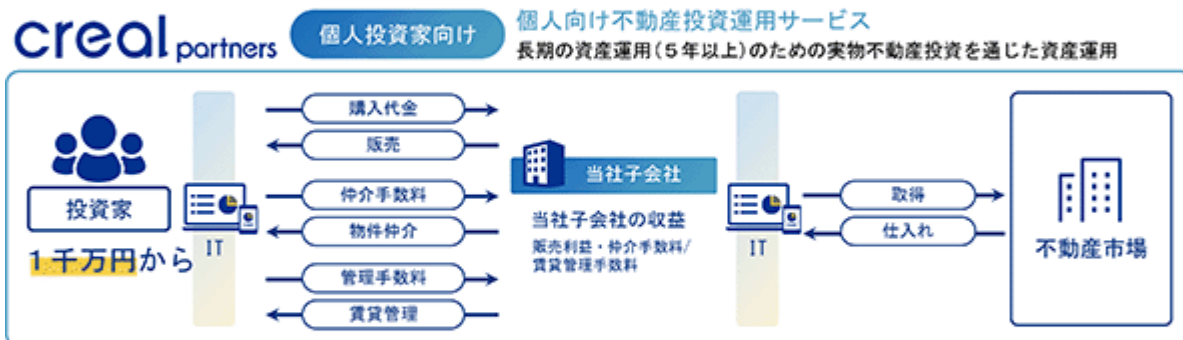 creal partners
個人投資家向け
個人向け不動産投資運用サービス
長期の資産運用(5年以上)のための実物不動産投資を通じた資産運用
投資家
1千万円から
IT
購入代金
販売
仲介手数料
物件仲介
管理手数料
賃貸管理
当社子会社
当社子会社の収益
販売利益・仲介手数料/
賃貸管理手数料
IT
取得
仕入れ
不動産市場